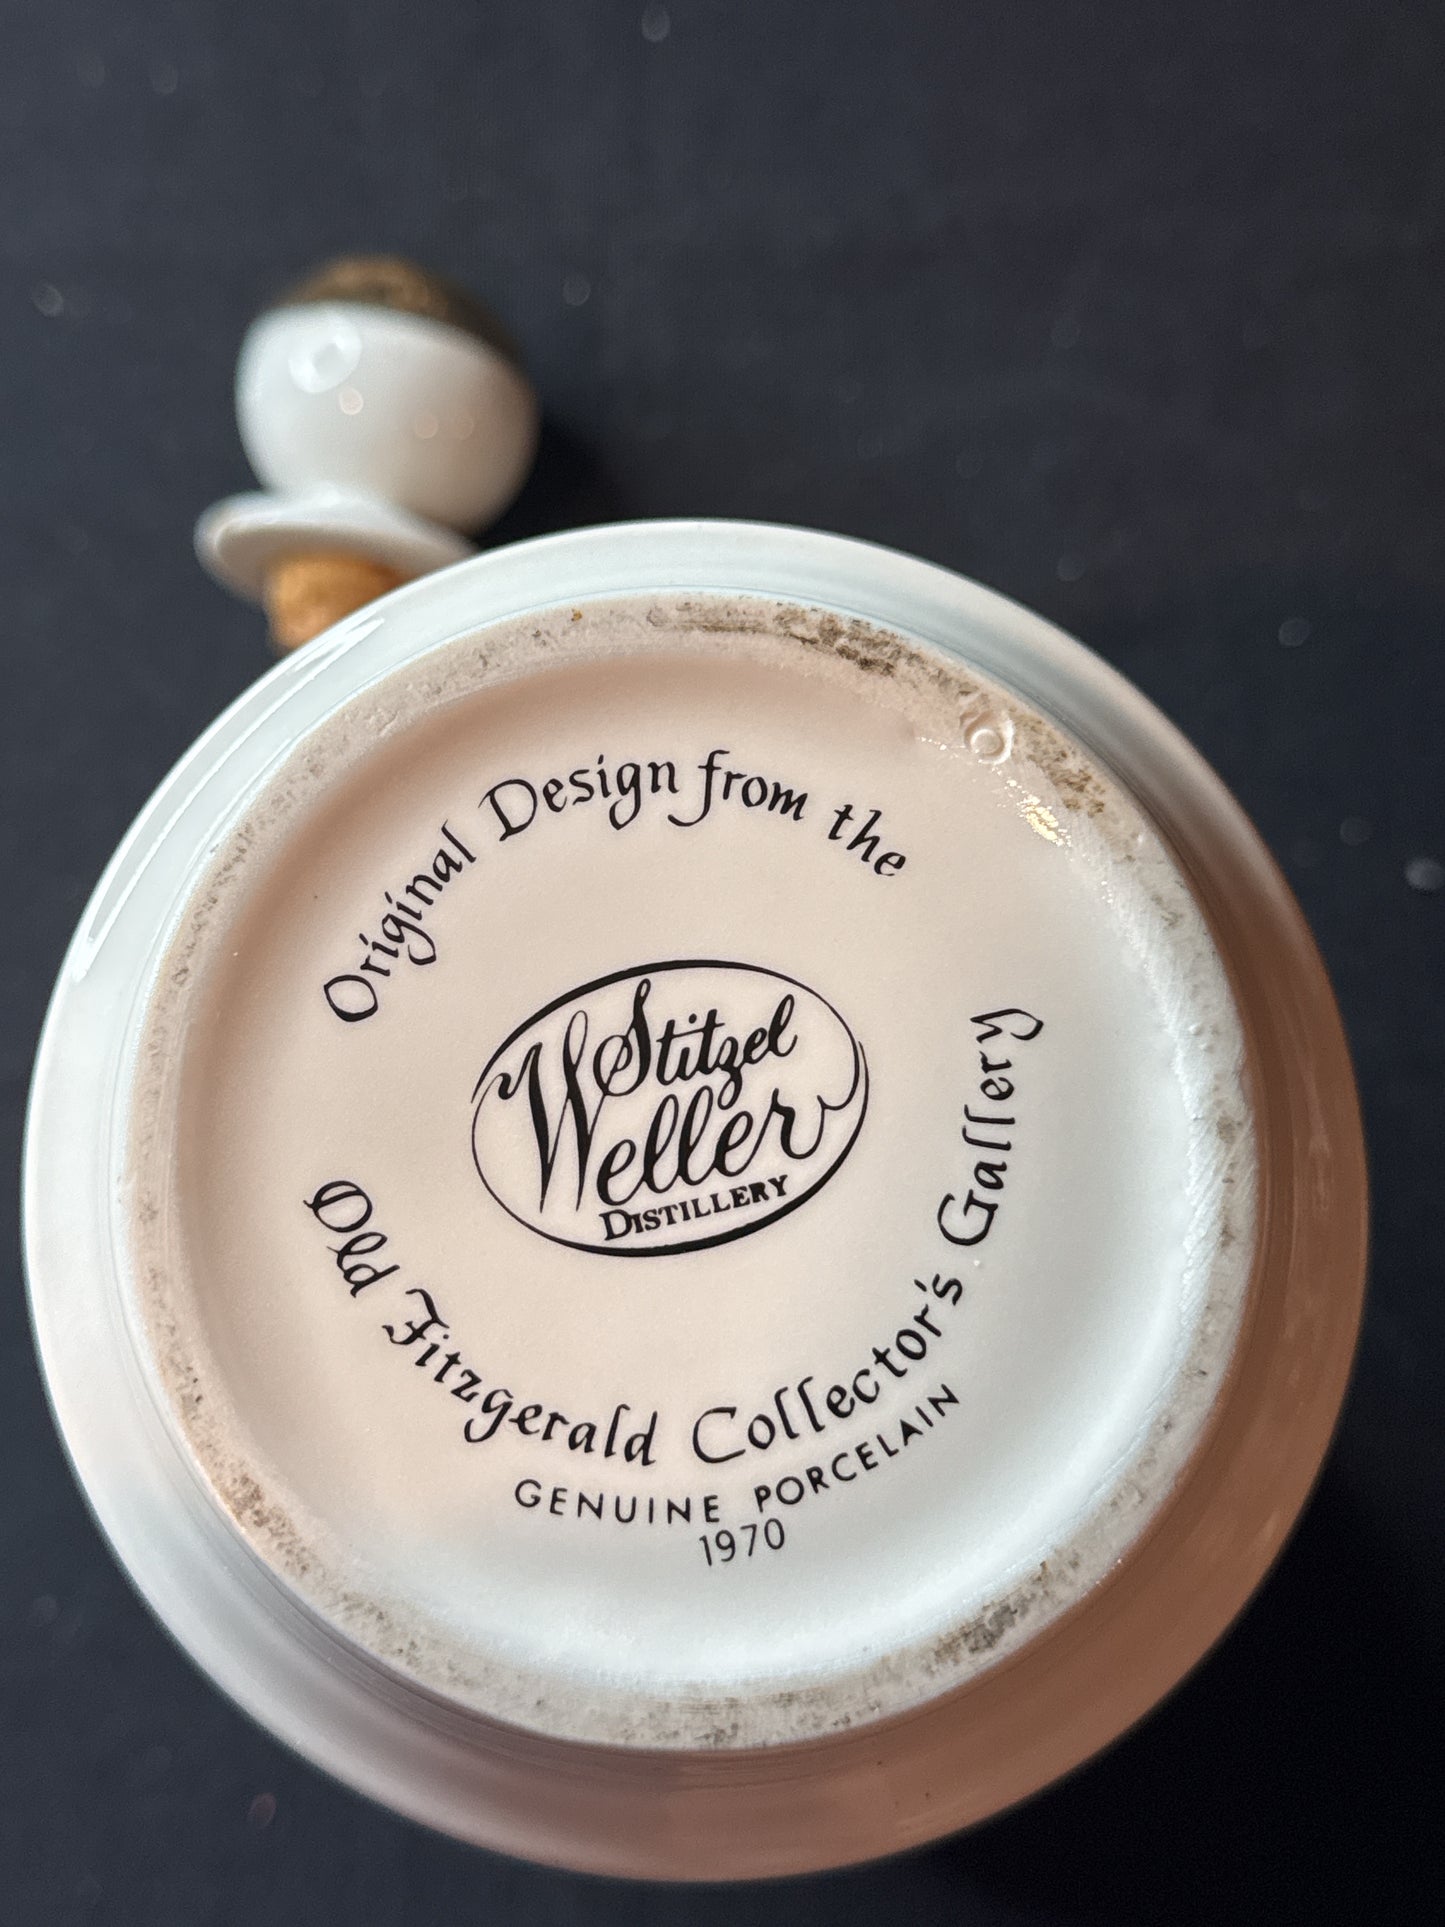 Original Design from the
Stitzel
Weller
DISTILLERY
Old Fitzgerald Collector's Gallery
GENUINE PORCELAIN
1970